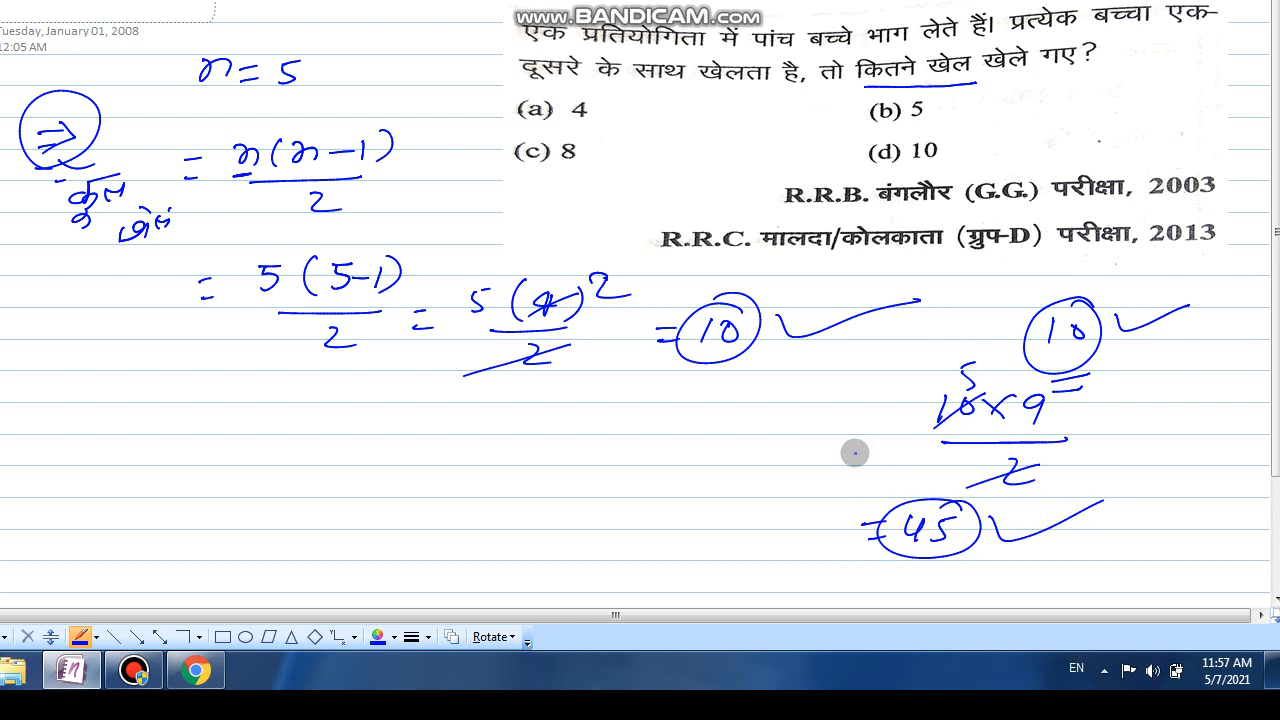 www.BANDICAM.com
Tuesday, January 01, 2008
12:05 AM
एक प्रतियोगिता में पांच बच्चे भाग लेते हैं। प्रत्येक बच्चा एक-
दूसरे के साथ खेलता है, तो कितने खेल खेले गए?
(a) 4
(b) 5
(c) 8
(d) 10
R.R.B. बंगलौर (G.G.) परीक्षा, 2003
R.R.C. मालदा/कोलकाता (ग्रुप-D) परीक्षा, 2013
n = 5
⇒ = n(n-1)
2
= 5(5-1)
2
= 5(4) 2
2
= 10
10
5
10×9
2
= 45
Rotate
EN
11:57 AM
5/7/2021